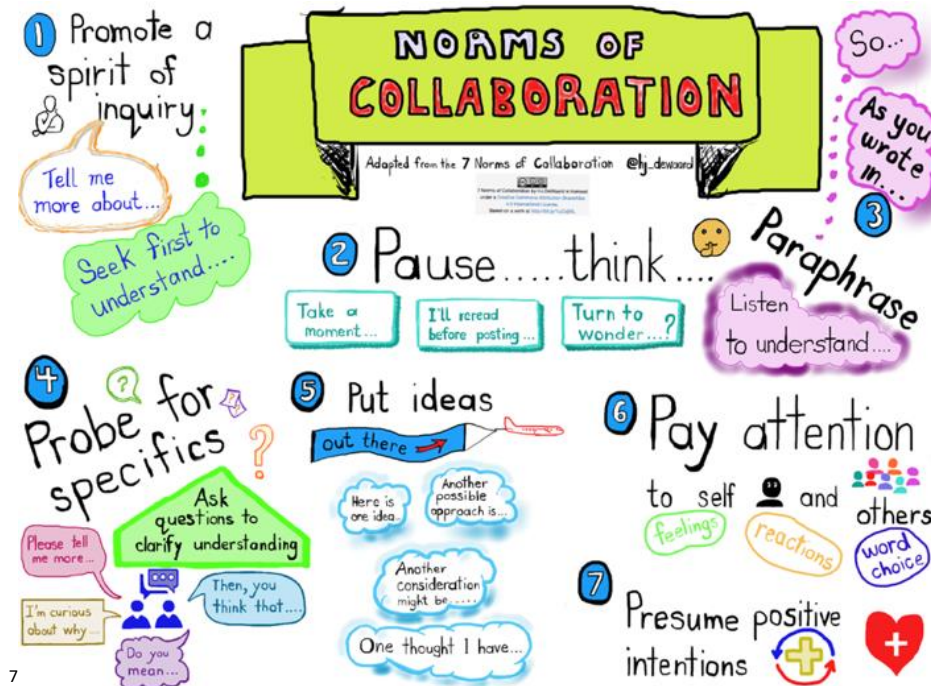 NORMS OF
COLLABORATION
Adapted from the 7 Norms of Collaboration @hj_dewaard
1
Promote a
spirit of
inquiry
Tell me
more about...
Seek first to
understand....
2
Pause.....think....
Take a
moment...
I'll reread
before posting...
Turn to
wonder...?
3
Paraphrase
So...
As you
wrote
in...
Listen
to understand....
4
Probe for
specifics
?
?
Ask
questions to
clarify understanding
Please tell
me more...
I'm curious
about why...
Then, you
think that....
Do you
mean....
5
Put ideas
out there
Here is
one idea..
Another
possible
approach is...
Another
consideration
might be.....
One thought I have...
6
Pay attention
to self and
others
feelings
reactions
word
choice
7
Presume positive
intentions
7